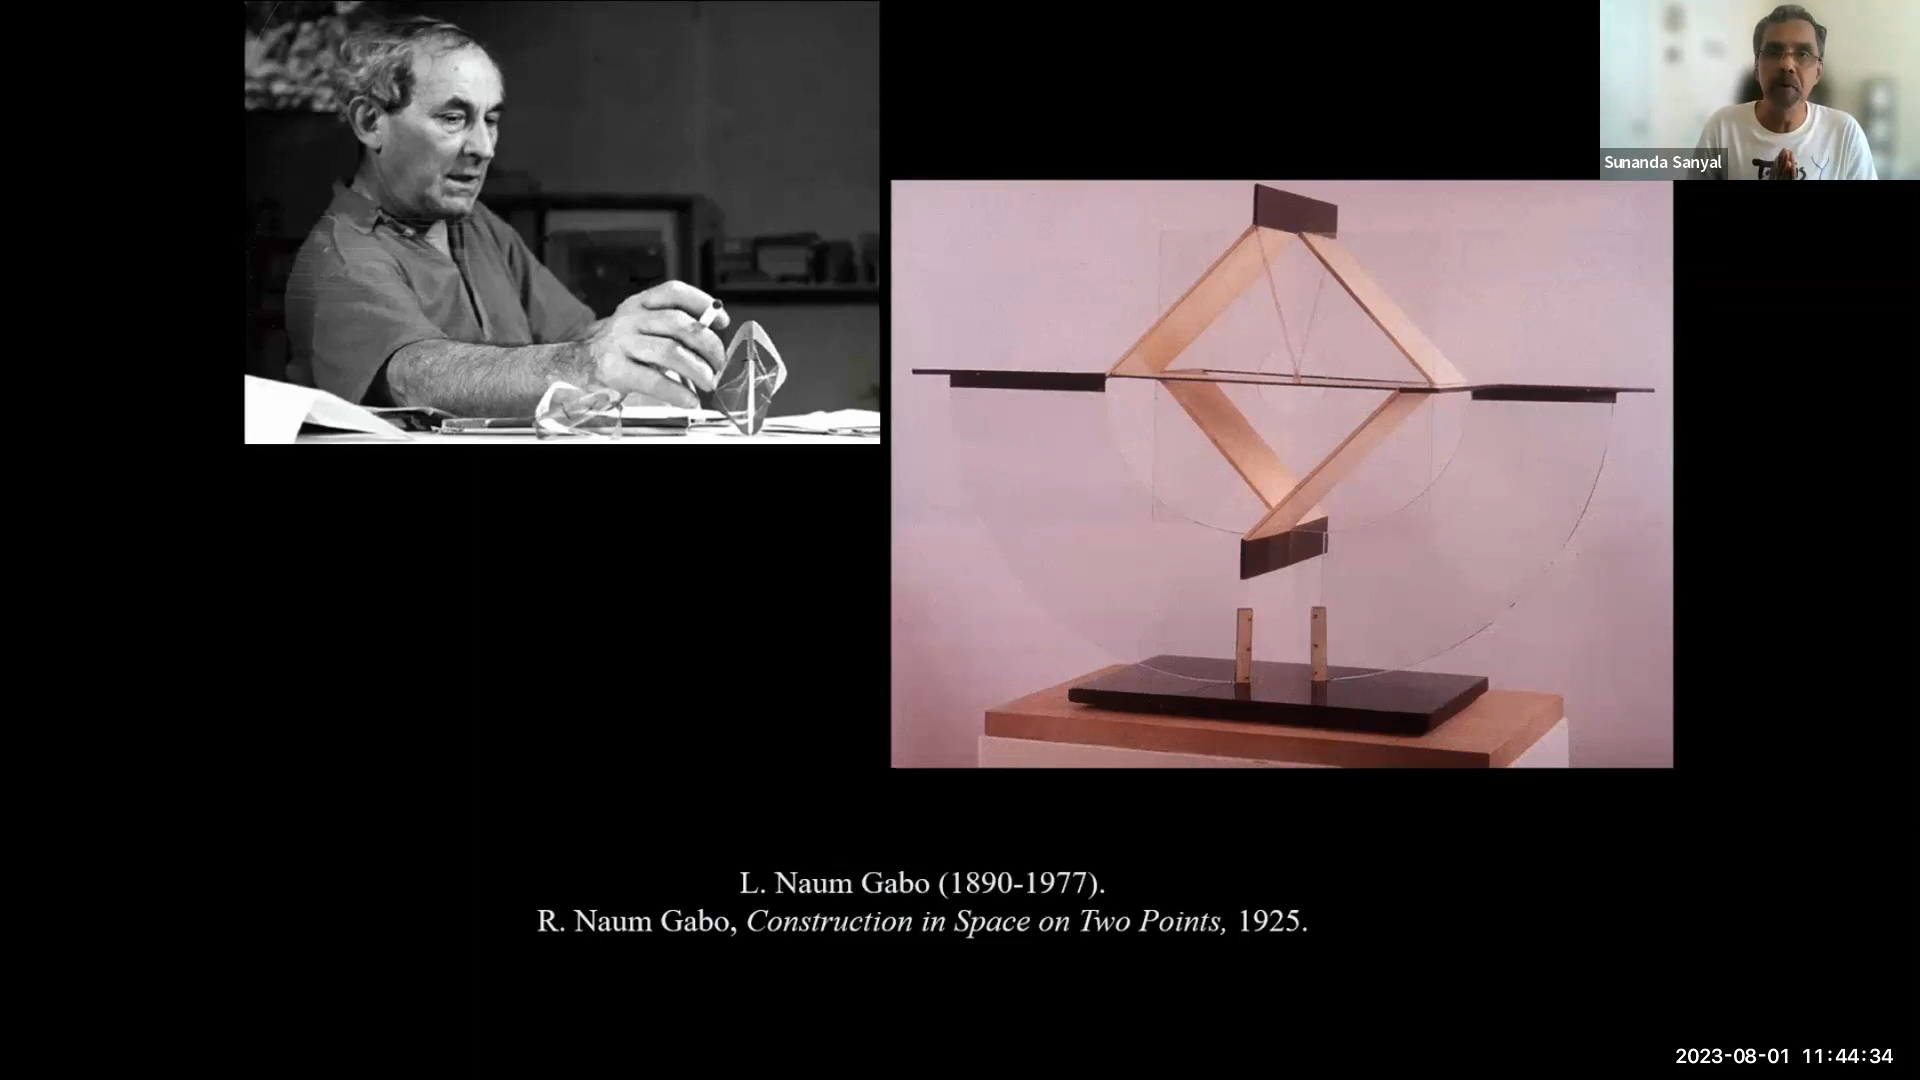 Sunanda Sanyal
L. Naum Gabo (1890-1977).
R. Naum Gabo, Construction in Space on Two Points, 1925.
2023-08-01 11:44:34